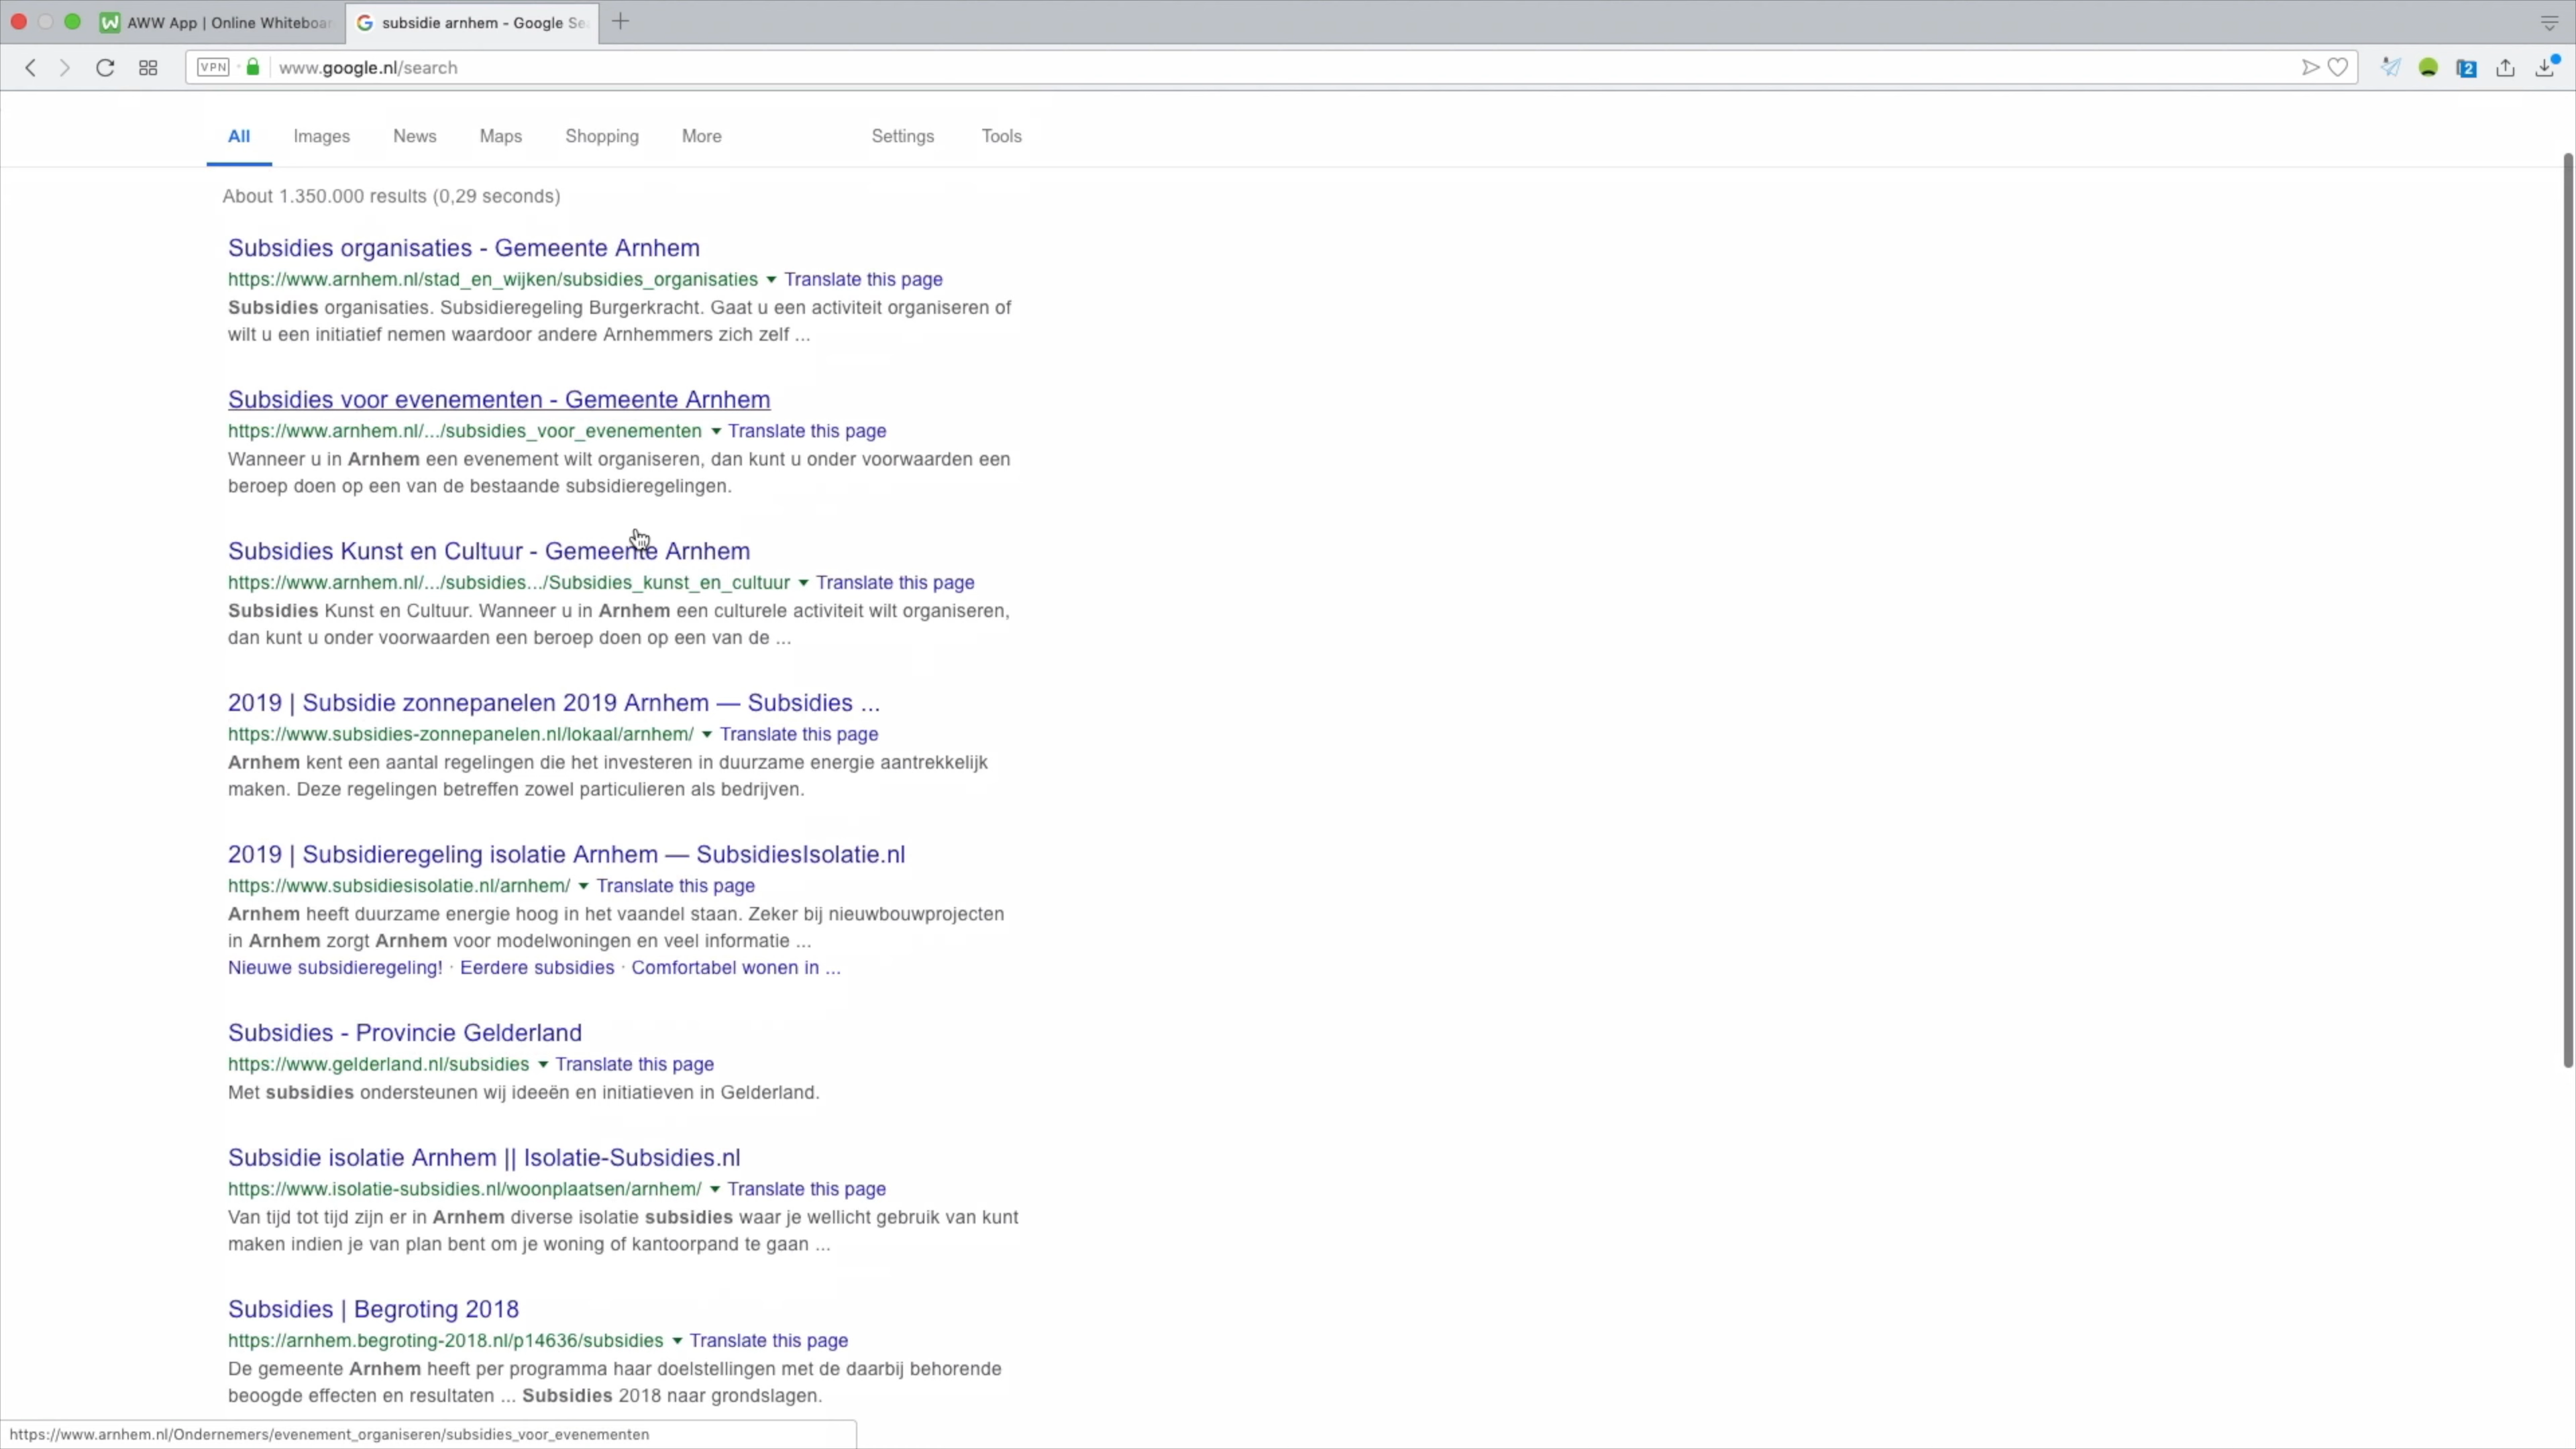 AWW App | Online Whiteboar
subsidie arnhem - Google Se
VPN
www.google.nl/search
2
All Images News Maps Shopping More Settings Tools
About 1.350.000 results (0,29 seconds)
Subsidies organisaties - Gemeente Arnhem
https://www.arnhem.nl/stad_en_wijken/subsidies_organisaties Translate this page
Subsidies organisaties. Subsidieregeling Burgerkracht. Gaat u een activiteit organiseren of
wilt u een initiatief nemen waardoor andere Arnhemmers zich zelf ...
Subsidies voor evenementen - Gemeente Arnhem
https://www.arnhem.nl/.../subsidies_voor_evenementen Translate this page
Wanneer u in Arnhem een evenement wilt organiseren, dan kunt u onder voorwaarden een
beroep doen op een van de bestaande subsidieregelingen.
Subsidies Kunst en Cultuur - Gemeente Arnhem
https://www.arnhem.nl/.../subsidies.../Subsidies_kunst_en_cultuur Translate this page
Subsidies Kunst en Cultuur. Wanneer u in Arnhem een culturele activiteit wilt organiseren,
dan kunt u onder voorwaarden een beroep doen op een van de ...
2019 | Subsidie zonnepanelen 2019 Arnhem — Subsidies ...
https://www.subsidies-zonnepanelen.nl/lokaal/arnhem/ Translate this page
Arnhem kent een aantal regelingen die het investeren in duurzame energie aantrekkelijk
maken. Deze regelingen betreffen zowel particulieren als bedrijven.
2019 | Subsidieregeling isolatie Arnhem — SubsidiesIsolatie.nl
https://www.subsidiesisolatie.nl/arnhem/ Translate this page
Arnhem heeft duurzame energie hoog in het vaandel staan. Zeker bij nieuwbouwprojecten
in Arnhem zorgt Arnhem voor modelwoningen en veel informatie ...
Nieuwe subsidieregeling! · Eerdere subsidies · Comfortabel wonen in ...
Subsidies - Provincie Gelderland
https://www.gelderland.nl/subsidies Translate this page
Met subsidies ondersteunen wij ideeën en initiatieven in Gelderland.
Subsidie isolatie Arnhem || Isolatie-Subsidies.nl
https://www.isolatie-subsidies.nl/woonplaatsen/arnhem/ Translate this page
Van tijd tot tijd zijn er in Arnhem diverse isolatie subsidies waar je wellicht gebruik van kunt
maken indien je van plan bent om je woning of kantoorpand te gaan ...
Subsidies | Begroting 2018
https://arnhem.begroting-2018.nl/p14636/subsidies Translate this page
De gemeente Arnhem heeft per programma haar doelstellingen met de daarbij behorende
beoogde effecten en resultaten ... Subsidies 2018 naar grondslagen.
https://www.arnhem.nl/Ondernemers/evenement_organiseren/subsidies_voor_evenementen